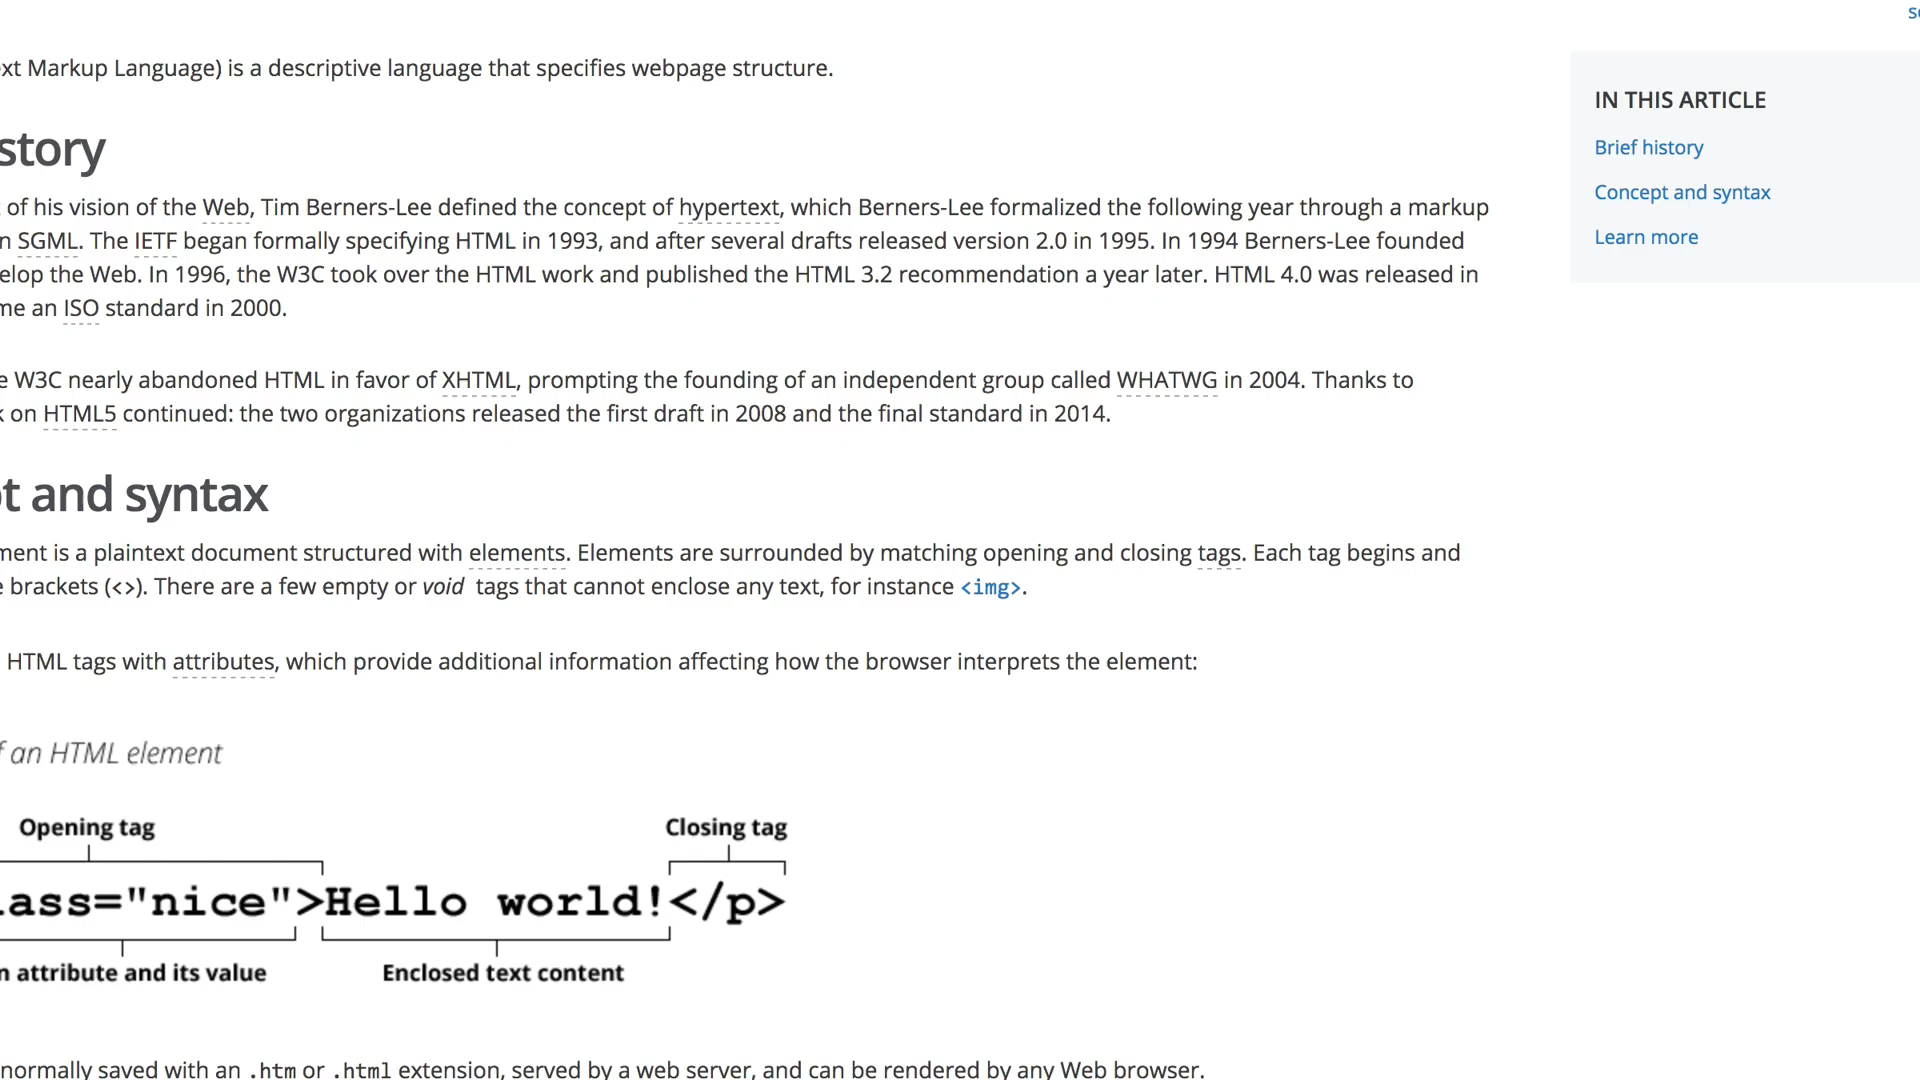 xt Markup Language) is a descriptive language that specifies webpage structure.
story
of his vision of the Web, Tim Berners-Lee defined the concept of hypertext, which Berners-Lee formalized the following year through a markup
n SGML. The IETF began formally specifying HTML in 1993, and after several drafts released version 2.0 in 1995. In 1994 Berners-Lee founded
elop the Web. In 1996, the W3C took over the HTML work and published the HTML 3.2 recommendation a year later. HTML 4.0 was released in
me an ISO standard in 2000.
e W3C nearly abandoned HTML in favor of XHTML, prompting the founding of an independent group called WHATWG in 2004. Thanks to
k on HTML5 continued: the two organizations released the first draft in 2008 and the final standard in 2014.
t and syntax
ment is a plaintext document structured with elements. Elements are surrounded by matching opening and closing tags. Each tag begins and
e brackets (<>). There are a few empty or void tags that cannot enclose any text, for instance <img>.
HTML tags with attributes, which provide additional information affecting how the browser interprets the element:
f an HTML element
Opening tag
Closing tag
lass="nice">Hello world!</p>
n attribute and its value
Enclosed text content
normally saved with an .htm or .html extension, served by a web server, and can be rendered by any Web browser.
IN THIS ARTICLE
Brief history
Concept and syntax
Learn more